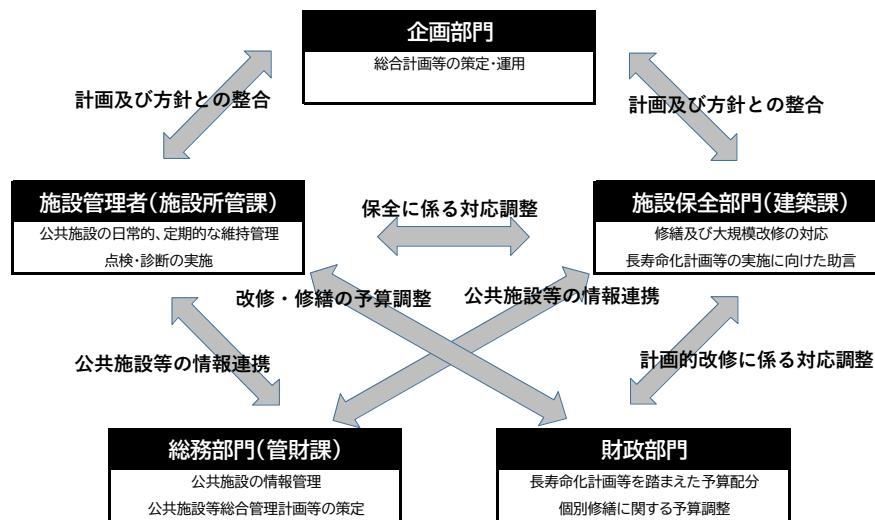 企画部門
総合計画等の策定・運用
計画及び方針との整合
計画及び方針との整合
施設管理者(施設所管課)
公共施設の日常的、定期的な維持管理
点検・診断の実施
保全に係る対応調整
施設保全部門(建築課)
修繕及び大規模改修の対応
長寿命化計画等の実施に向けた助言
改修・修繕の予算調整
公共施設等の情報連携
公共施設等の情報連携
計画的改修に係る対応調整
総務部門(管財課)
公共施設の情報管理
公共施設等総合管理計画等の策定
財政部門
長寿命化計画等を踏まえた予算配分
個別修繕に関する予算調整